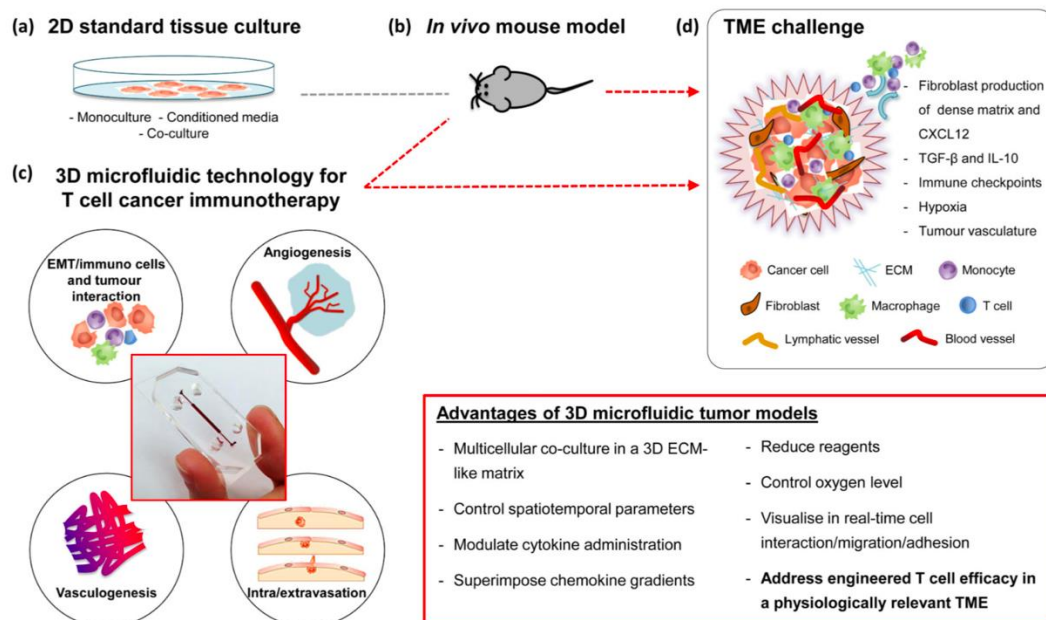 (a) 2D standard tissue culture
- Monoculture - Conditioned media
- Co-culture
(b) In vivo mouse model
(c) 3D microfluidic technology for
T cell cancer immunotherapy
EMT/immuno cells
and tumour
interaction
Angiogenesis
Vasculogenesis
Intra/extravasation
(d) TME challenge
- Fibroblast production
of dense matrix and
CXCL12
- TGF-β and IL-10
- Immune checkpoints
- Hypoxia
- Tumour vasculature
Cancer cell
ECM
Monocyte
Fibroblast
Macrophage
T cell
Lymphatic vessel
Blood vessel
Advantages of 3D microfluidic tumor models
- Multicellular co-culture in a 3D ECM-
like matrix
- Control spatiotemporal parameters
- Modulate cytokine administration
- Superimpose chemokine gradients
- Reduce reagents
- Control oxygen level
- Visualise in real-time cell
interaction/migration/adhesion
- Address engineered T cell efficacy in
a physiologically relevant TME